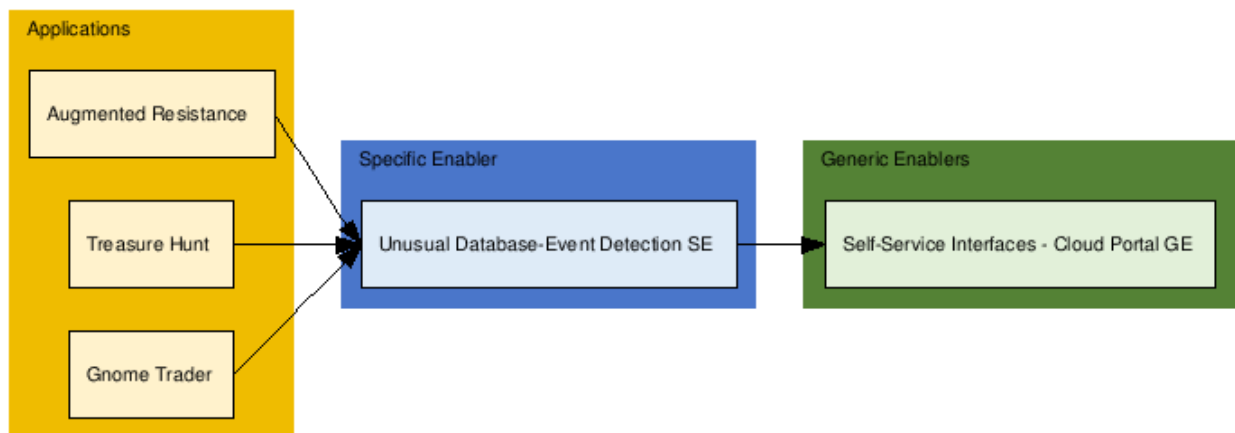 Applications
Augmented Resistance
Treasure Hunt
Gnome Trader
Specific Enabler
Unusual Database-Event Detection SE
Generic Enablers
Self-Service Interfaces - Cloud Portal GE